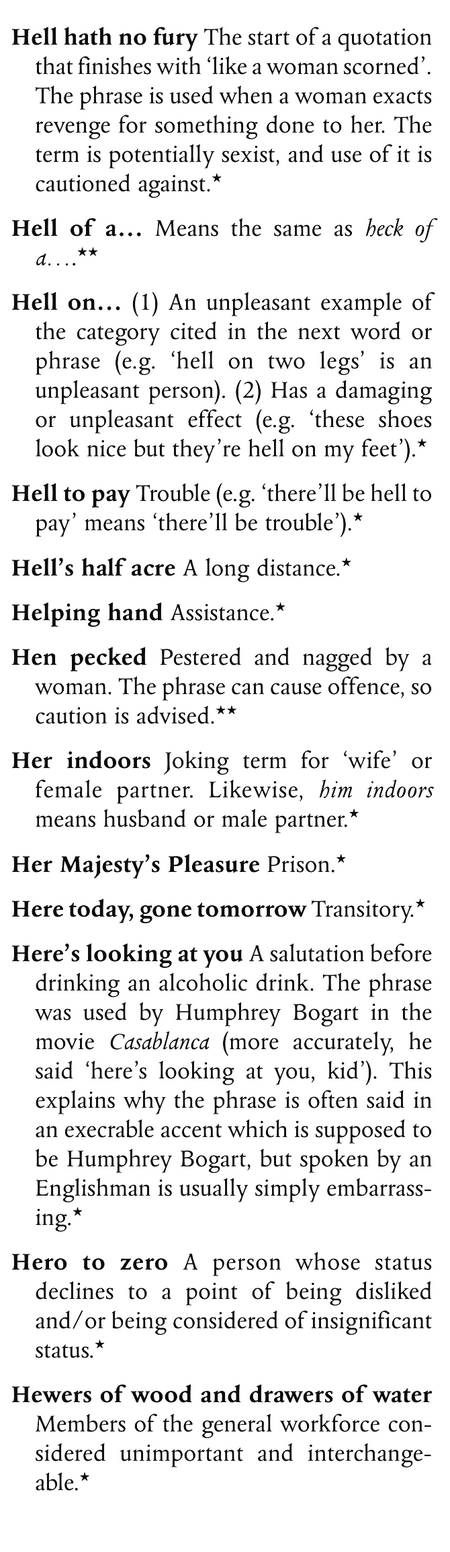 Hell hath no fury The start of a quotation
that finishes with ‘like a woman scorned’.
The phrase is used when a woman exacts
revenge for something done to her. The
term is potentially sexist, and use of it is
cautioned against.★
Hell of a… Means the same as heck of
a….★★
Hell on… (1) An unpleasant example of
the category cited in the next word or
phrase (e.g. ‘hell on two legs’ is an
unpleasant person). (2) Has a damaging
or unpleasant effect (e.g. ‘these shoes
look nice but they’re hell on my feet’).★
Hell to pay Trouble (e.g. ‘there’ll be hell to
pay’ means ‘there’ll be trouble’).★
Hell’s half acre A long distance.★
Helping hand Assistance.★
Hen pecked Pestered and nagged by a
woman. The phrase can cause offence, so
caution is advised.★★
Her indoors Joking term for ‘wife’ or
female partner. Likewise, him indoors
means husband or male partner.★
Her Majesty’s Pleasure Prison.★
Here today, gone tomorrow Transitory.★
Here’s looking at you A salutation before
drinking an alcoholic drink. The phrase
was used by Humphrey Bogart in the
movie Casablanca (more accurately, he
said ‘here’s looking at you, kid’). This
explains why the phrase is often said in
an execrable accent which is supposed to
be Humphrey Bogart, but spoken by an
Englishman is usually simply embarrass-
ing.★
Hero to zero A person whose status
declines to a point of being disliked
and/or being considered of insignificant
status.★
Hewers of wood and drawers of water
Members of the general workforce con-
sidered unimportant and interchange-
able.★